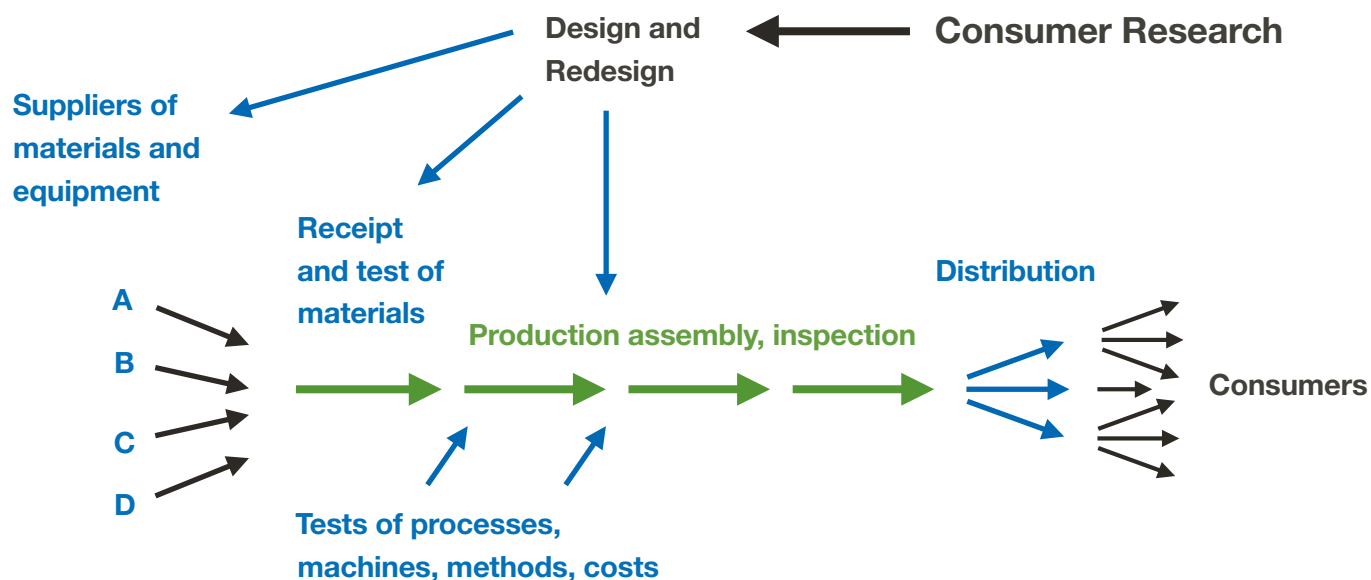 Design and
Redesign
Consumer Research
Suppliers of
materials and
equipment
Receipt
and test of
materials
Distribution
A
B
C
D
Production assembly, inspection
Consumers
Tests of processes,
machines, methods, costs